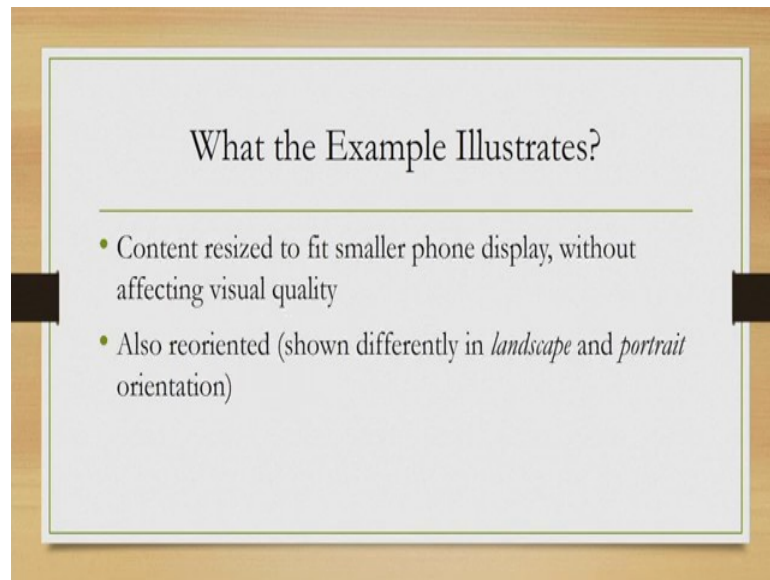 What the Example Illustrates?
• Content resized to fit smaller phone display, without
affecting visual quality
• Also reoriented (shown differently in landscape and portrait
orientation)